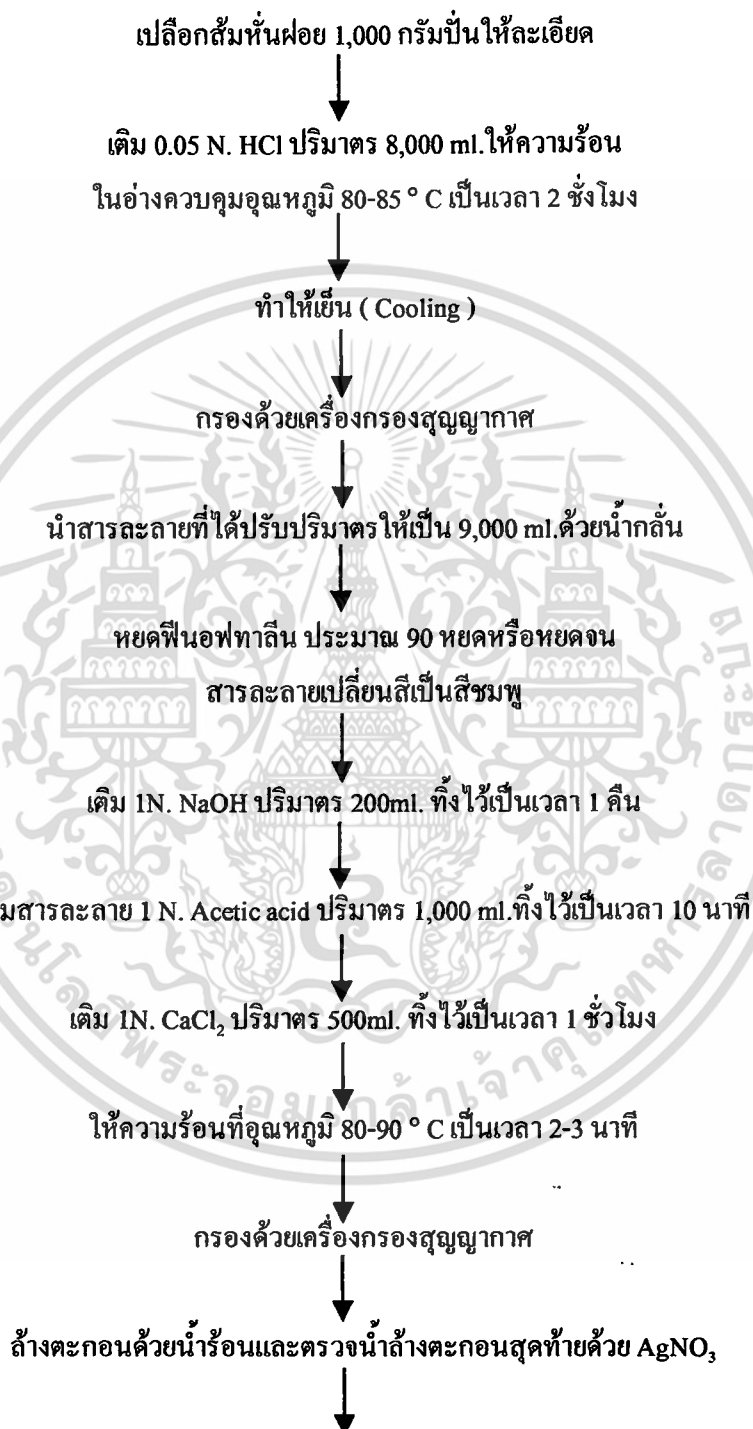 เปลือกส้มหั่นฝอย 1,000 กรัมปั่นให้ละเอียด
เติม 0.05 N. HCl ปริมาตร 8,000 ml.ให้ความร้อน
ในอ่างควบคุมอุณหภูมิ 80-85 ° C เป็นเวลา 2 ชั่งโมง
ทำให้เย็น ( Cooling )
กรองด้วยเครื่องกรองสุญญากาศ
นำสารละลายที่ได้ปรับปริมาตรให้เป็น 9,000 ml.ด้วยน้ำกลั่น
หยดฟีนอฟทาลีน ประมาณ 90 หยดหรือหยดจน
สารละลายเปลี่ยนสีเป็นสีชมพู
เติม 1N. NaOH ปริมาตร 200ml. ทิ้งไว้เป็นเวลา 1 คืน
มสารละลาย 1 N. Acetic acid ปริมาตร 1,000 ml.ทิ้งไว้เป็นเวลา 10 นาที
เติม 1N. CaCl₂ ปริมาตร 500ml. ทิ้งไว้เป็นเวลา 1 ชั่วโมง
ให้ความร้อนที่อุณหภูมิ 80-90 ° C เป็นเวลา 2-3 นาที
กรองด้วยเครื่องกรองสุญญากาศ
ล้างตะกอนด้วยน้ำร้อนและตรวจน้ำล้างตะกอนสุดท้ายด้วย AgNO₃